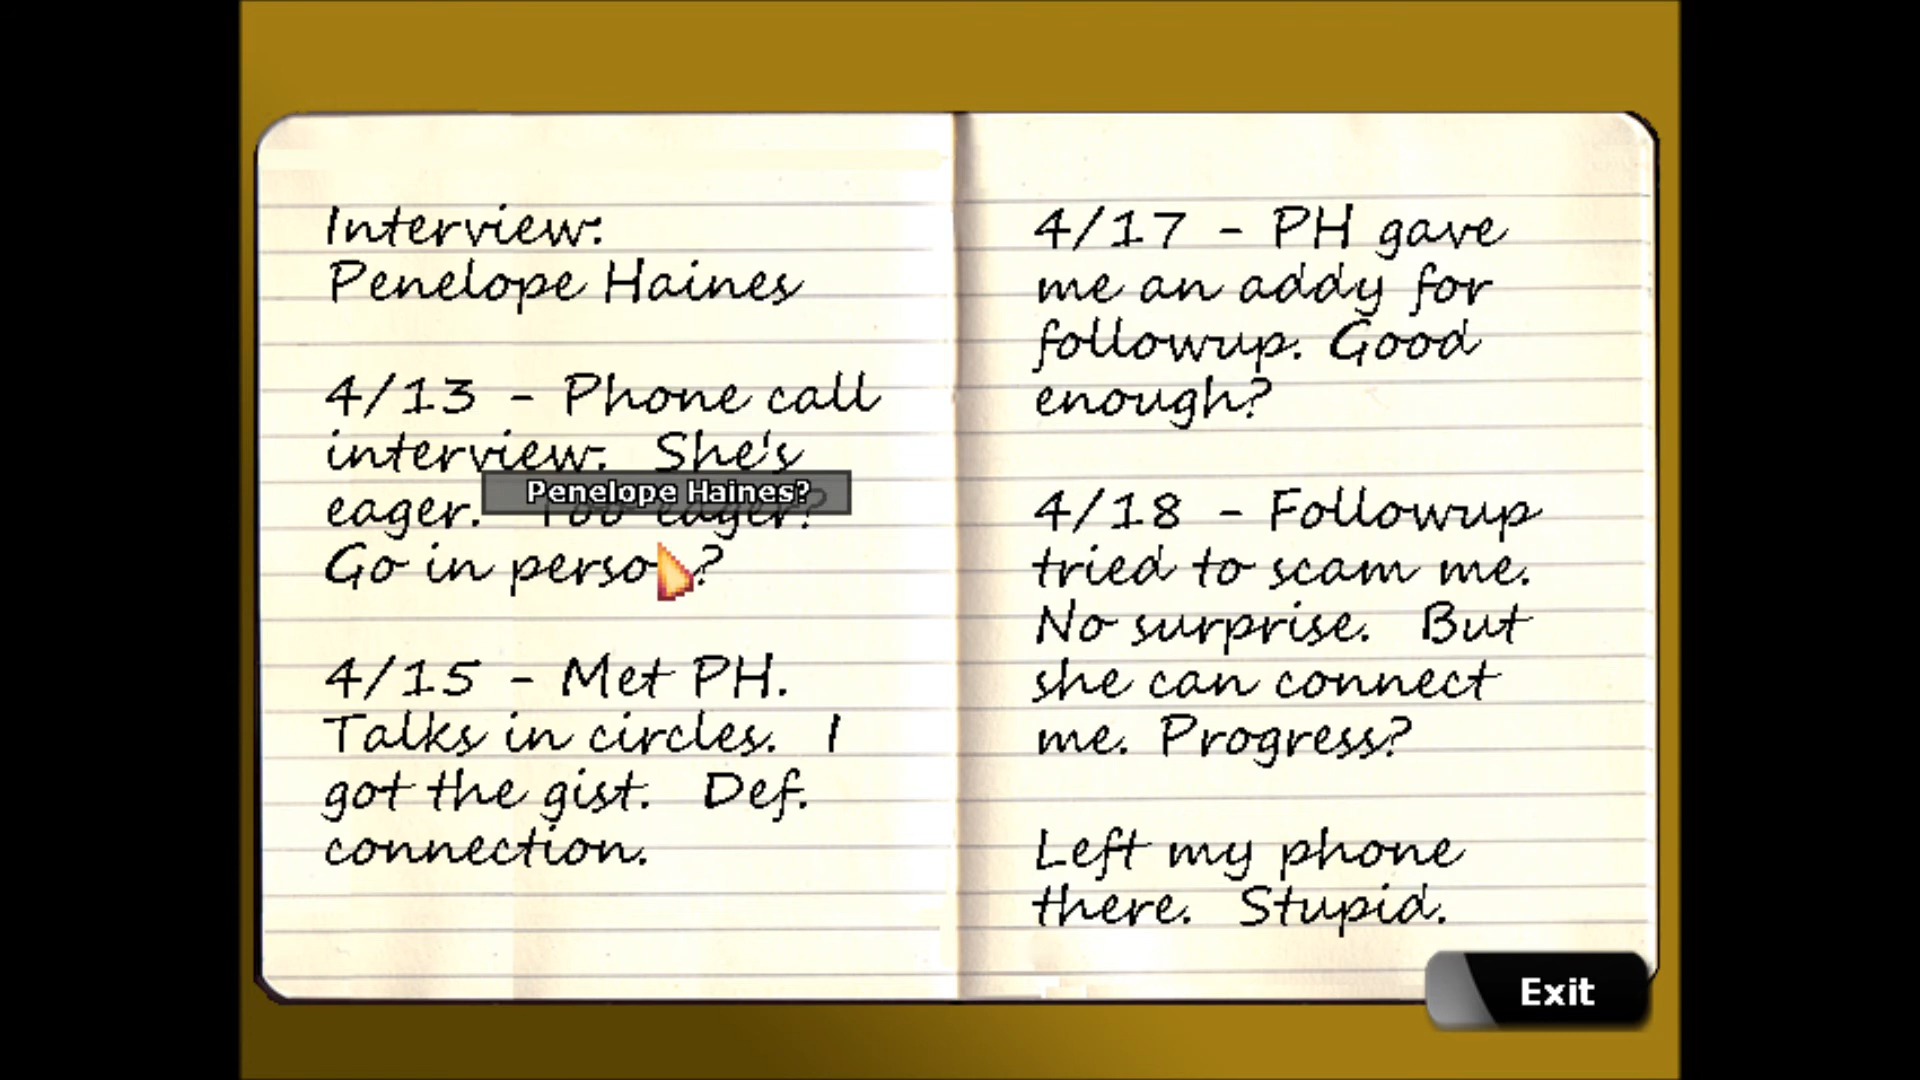 Interview:
Penelope Haines
4/13 - Phone call
interview. She's
eager. Too eager?
Penelope Haines?
Go in person?
4/15 - Met PH.
Talks in circles. I
got the gist. Def.
connection.
4/17 - PH gave
me an addy for
followup. Good
enough?
4/18 - Followup
tried to scam me.
No surprise. But
she can connect
me. Progress?
Left my phone
there. Stupid.
Exit